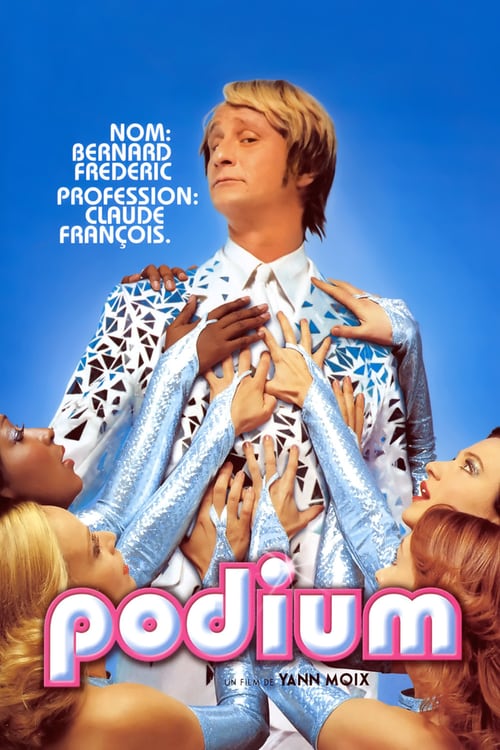 NOM:
BERNARD
FREDERIC
PROFESSION:
CLAUDE
FRANÇOIS.
podium
UN FILM DE YANN MOIX